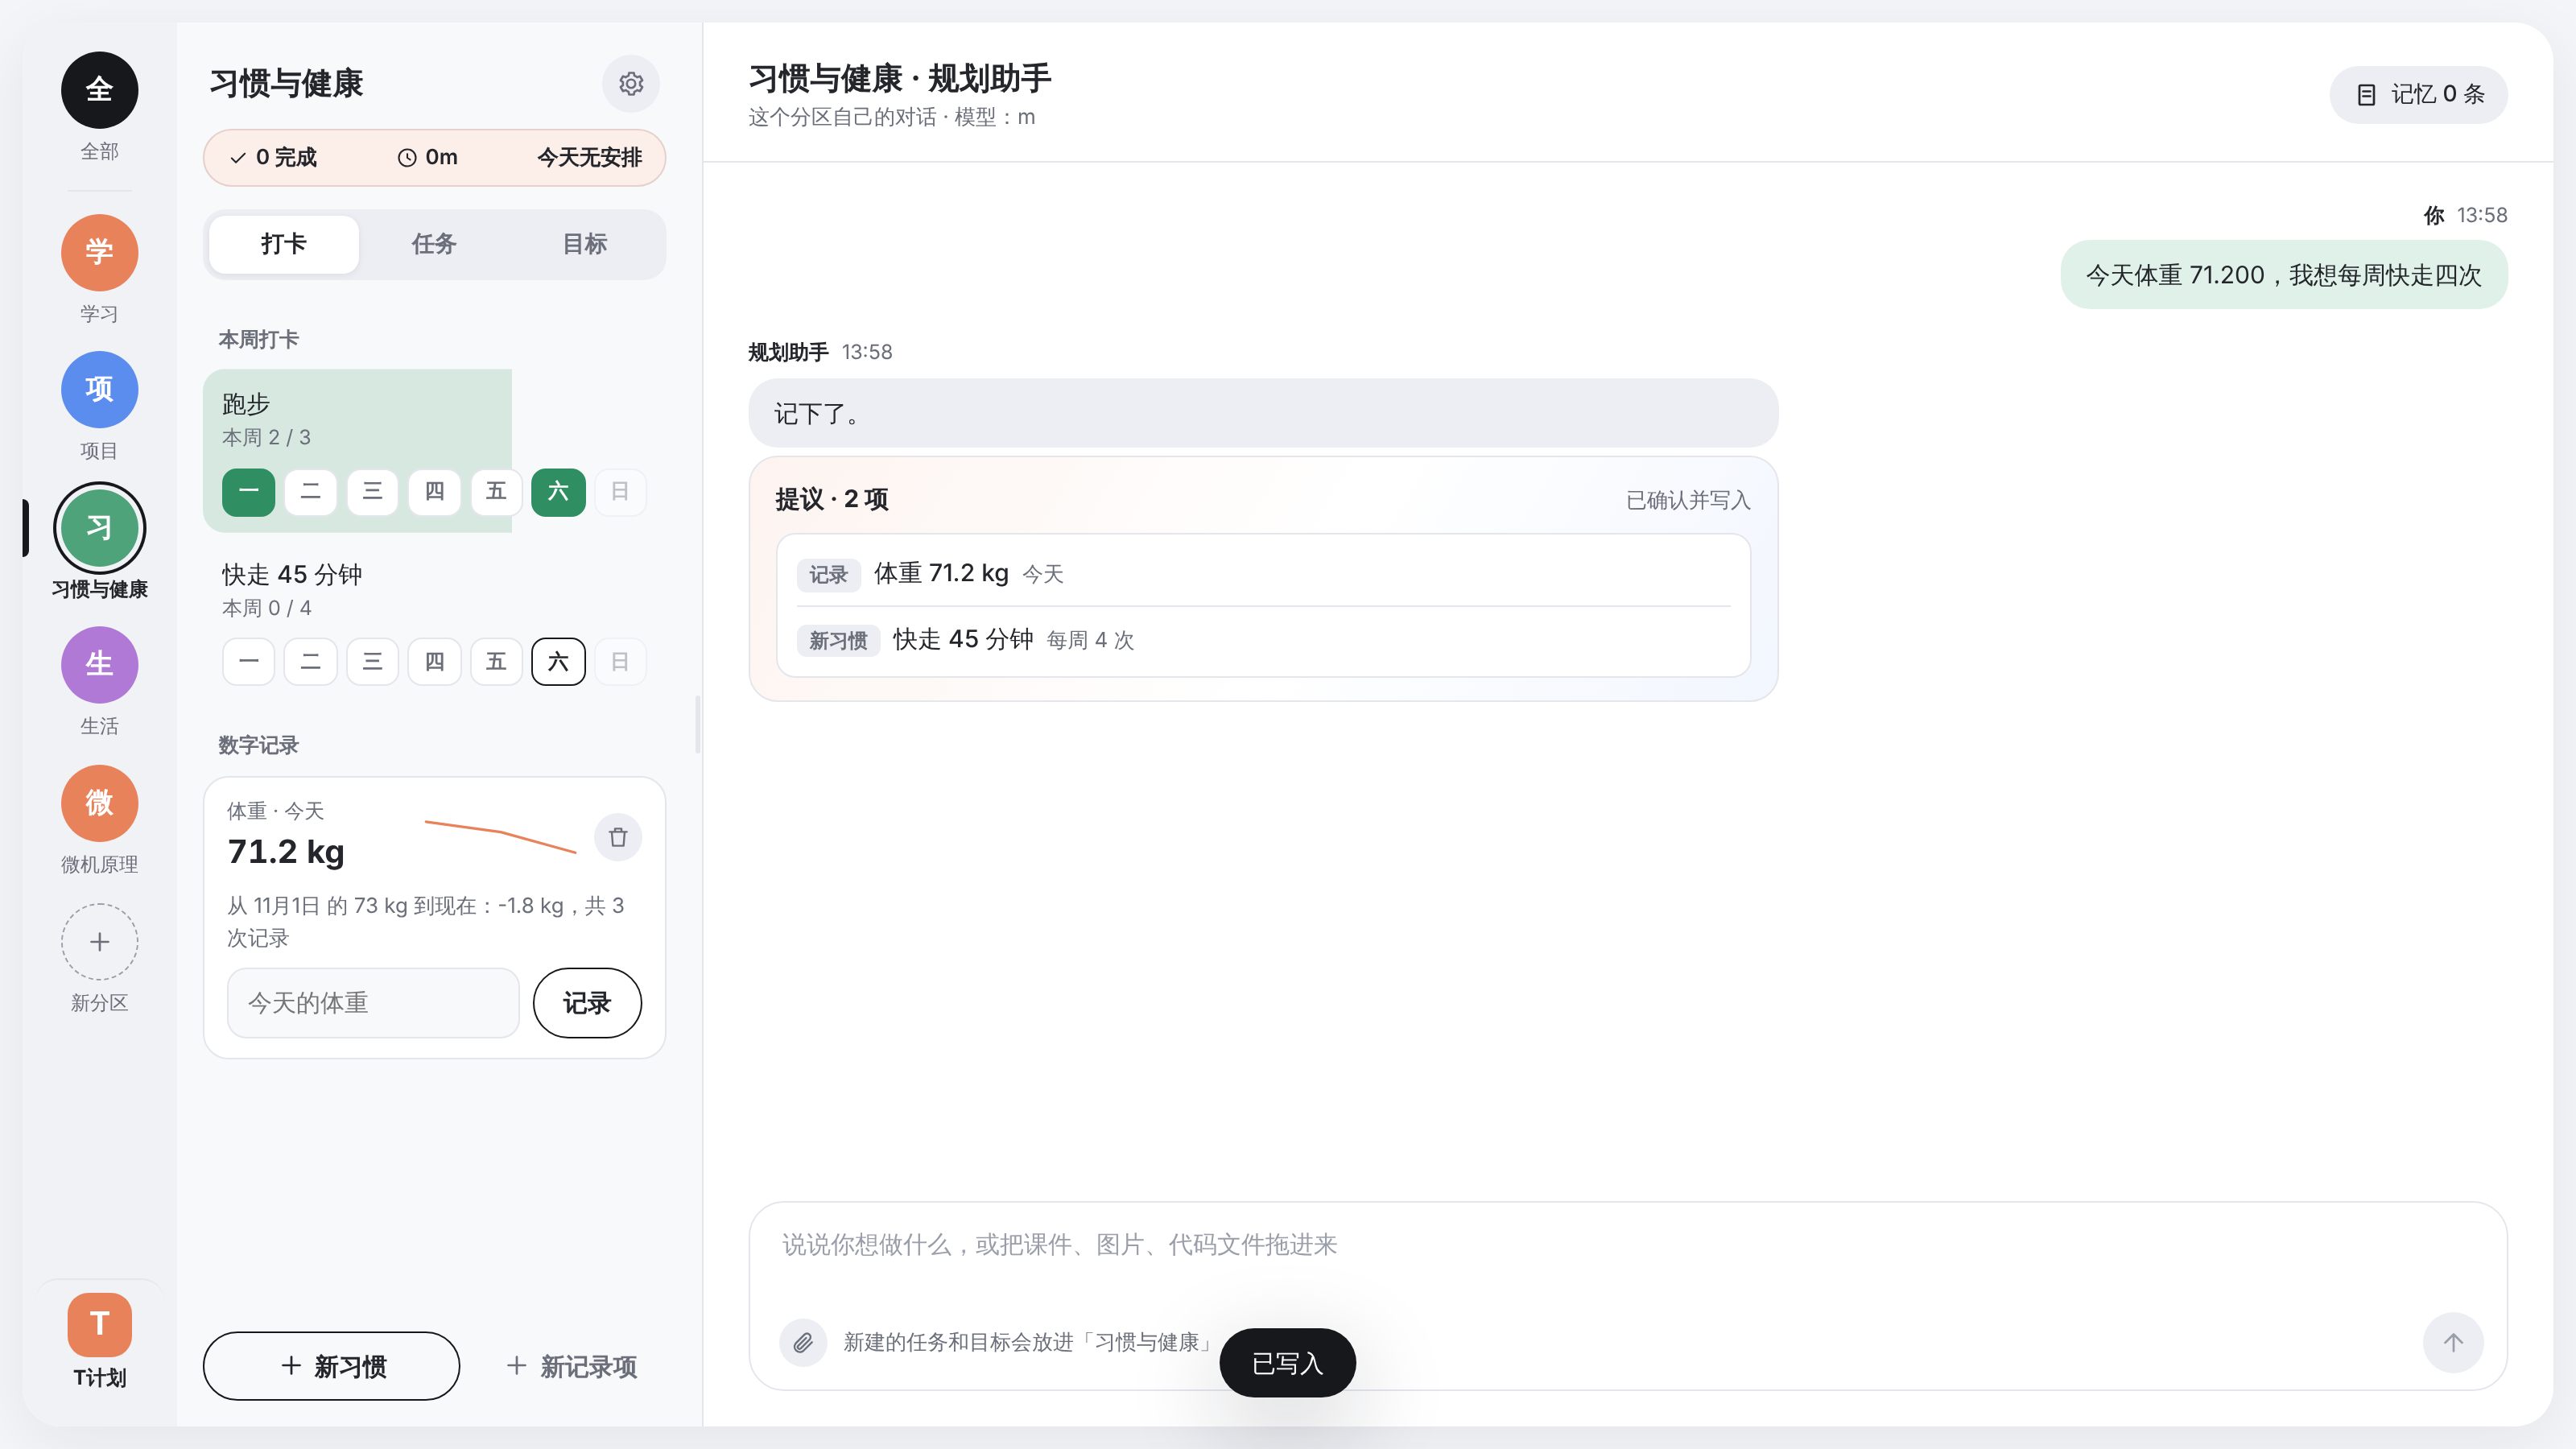 全
全部
学
学习
项
项目
习
习惯与健康
生
生活
微
微机原理
新分区
T
T计划
习惯与健康
0 完成
0m
今天无安排
打卡
任务
目标
本周打卡
跑步
本周 2 / 3
一 二 三 四 五 六 日
快走 45 分钟
本周 0 / 4
一 二 三 四 五 六 日
数字记录
体重 · 今天
71.2 kg
从 11月1日 的 73 kg 到现在：-1.8 kg，共 3
次记录
今天的体重
记录
新习惯
新记录项
习惯与健康 · 规划助手
这个分区自己的对话 · 模型：m
记忆 0 条
你 13:58
今天体重 71.200，我想每周快走四次
规划助手 13:58
记下了。
提议 · 2 项
已确认并写入
记录 体重 71.2 kg 今天
新习惯 快走 45 分钟 每周 4 次
说说你想做什么，或把课件、图片、代码文件拖进来
新建的任务和目标会放进「习惯与健康」
已写入